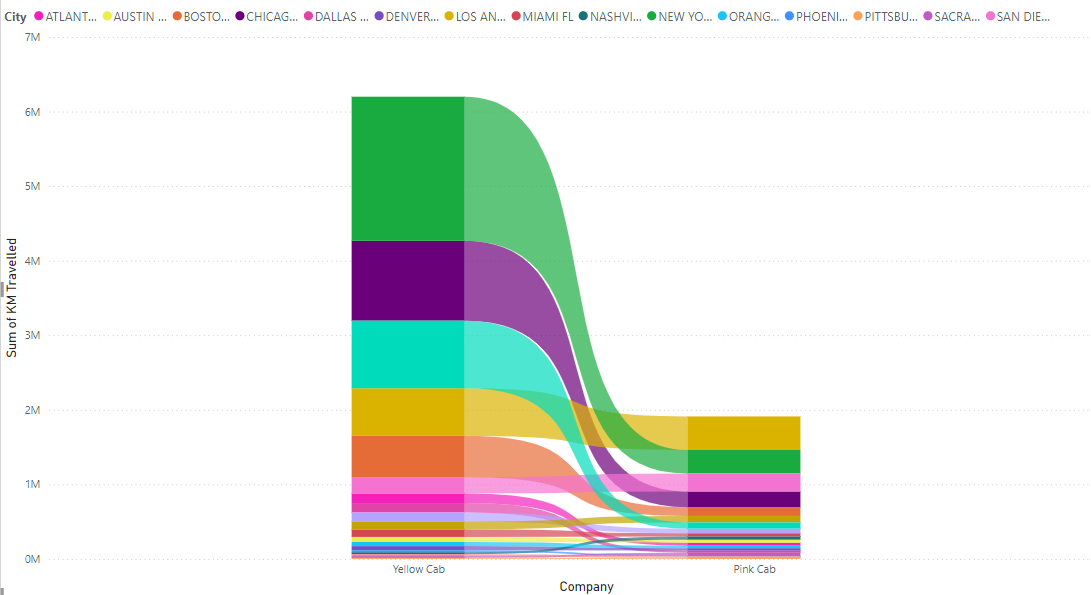 City ATLANT... AUSTIN ... BOSTO... CHICAG... DALLAS ... DENVER... LOS AN... MIAMI FL NASHVI... NEW YO... ORANG... PHOENI... PITTSBU... SACRA... SAN DIE...
7M
6M
5M
4M
3M
2M
1M
0M
Sum of KM Travelled
Yellow Cab Pink Cab
Company